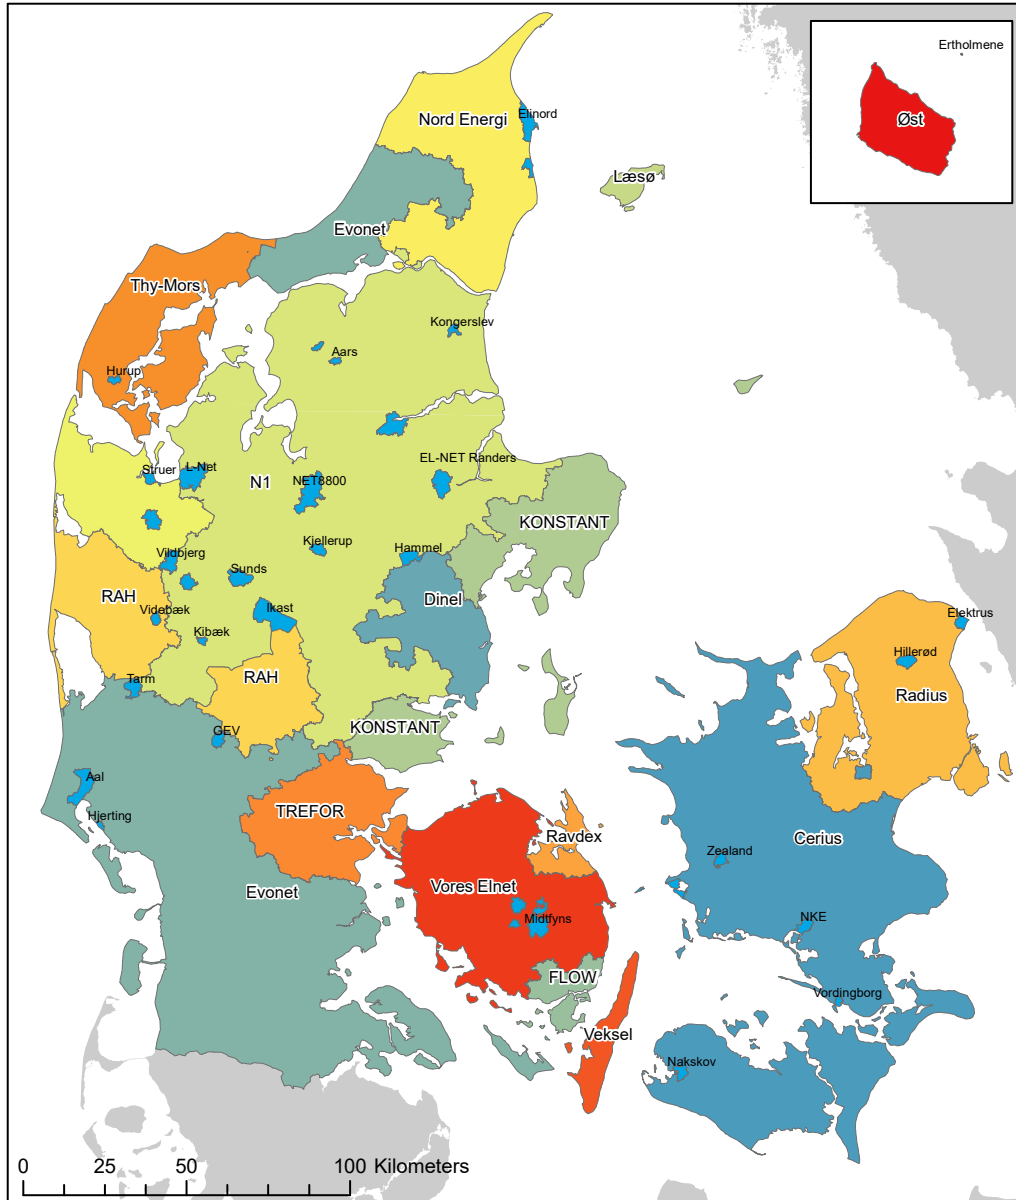 Ertholmene
Øst
Nord Energi
Elinord
Læsø
Evonet
Thy-Mors
Kongerslev
Aars
Hurup
EL-NET Randers
Struer
L-Net
N1
NET8800
KONSTANT
Kjellerup
Hammel
Vildbjerg
Sunds
RAH
Dinel
Videbæk
Ikast
Kibæk
Elektrus
Hillerød
Tarm
RAH
Radius
KONSTANT
GEV
Aal
TREFOR
Hjerting
Ravdex
Cerius
Zealand
Evonet
Vores Elnet
Midtfyns
NKE
FLOW
Vordingborg
Veksel
Nakskov
0 25 50 100 Kilometers